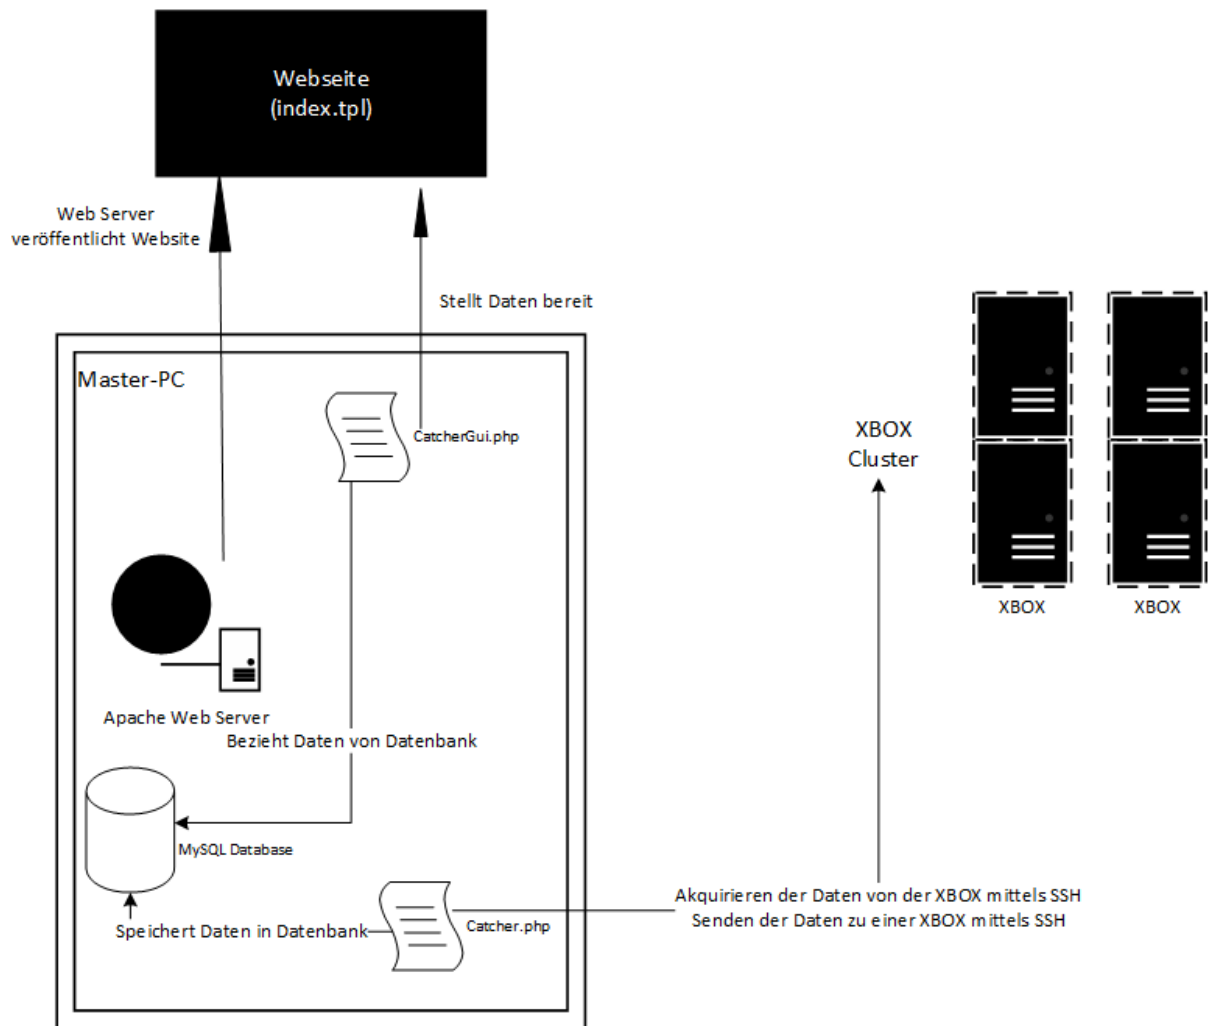 Webseite
(index.tpl)
Web Server
veröffentlicht Website
Stellt Daten bereit
Master-PC
CatcherGui.php
XBOX
Cluster
XBOX
XBOX
Apache Web Server
Bezieht Daten von Datenbank
MySQL Database
Akquirieren der Daten von der XBOX mittels SSH
Senden der Daten zu einer XBOX mittels SSH
Speichert Daten in Datenbank
Catcher.php